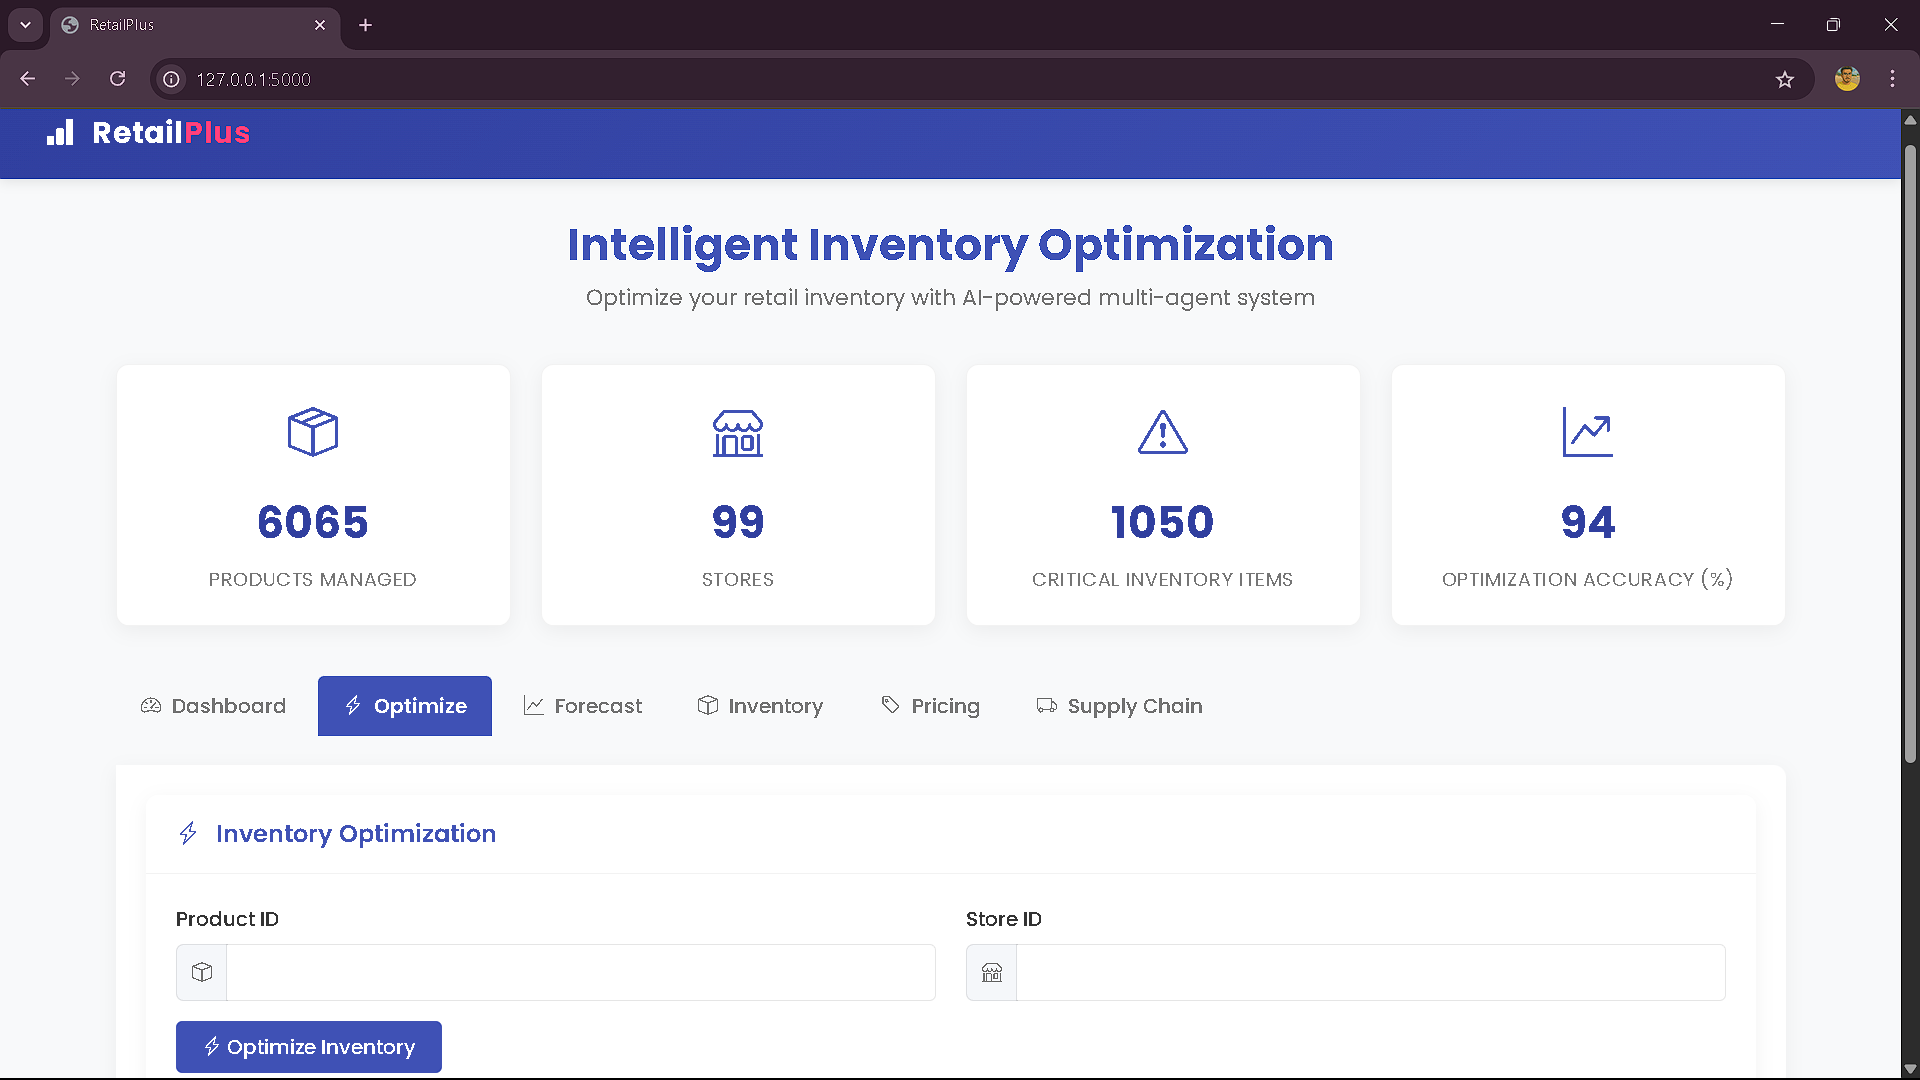 RetailPlus
127.0.0.1:5000
RetailPlus
Intelligent Inventory Optimization
Optimize your retail inventory with AI-powered multi-agent system
6065
PRODUCTS MANAGED
99
STORES
1050
CRITICAL INVENTORY ITEMS
94
OPTIMIZATION ACCURACY (%)
Dashboard
Optimize
Forecast
Inventory
Pricing
Supply Chain
Inventory Optimization
Product ID
Store ID
Optimize Inventory